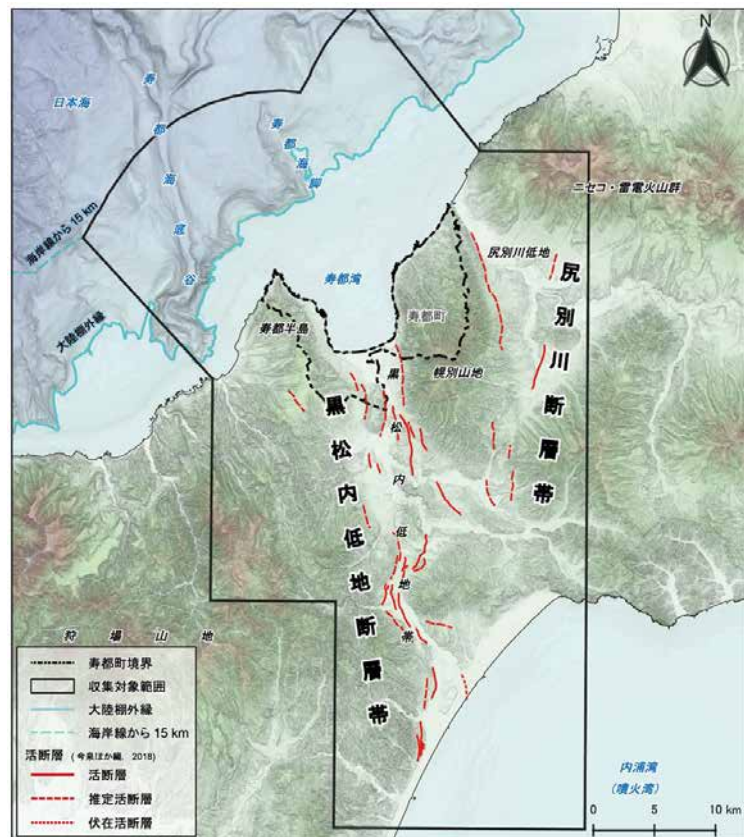 N
日本海
寿都海底谷
寿都海脚
ニセコ・雷電火山群
海岸線から 15 km
尻別川低地
寿都湾
尻別川断層帯
大陸棚外縁
寿都町
寿都半島
幌別山地
黒松内低地帯
黒松内低地断層帯
狩場山地
寿都町境界
収集対象範囲
大陸棚外縁
海岸線から 15 km
活断層 (今泉ほか編, 2018)
活断層
推定活断層
伏在活断層
内浦湾
(噴火湾)
0 5 10 km